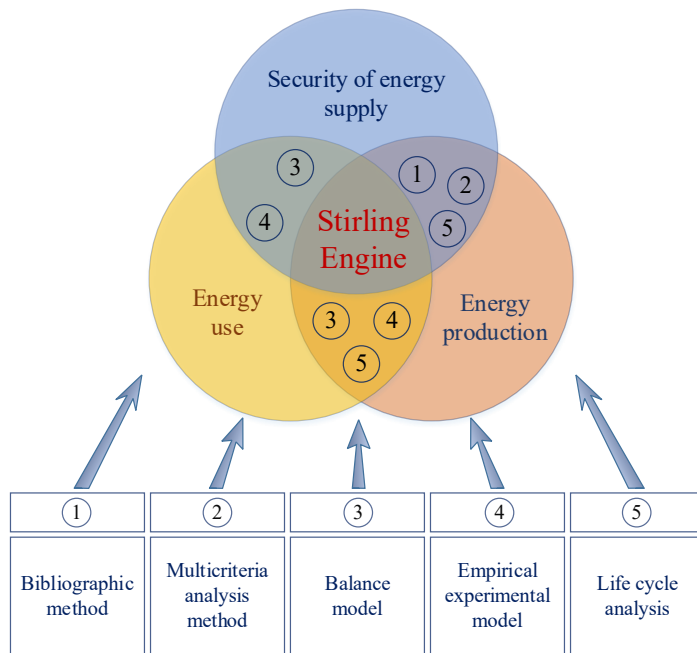 Security of energy
supply
3
1
2
4
5
Stirling
Engine
Energy
use
Energy
production
3
4
5
1
2
3
4
5
Bibliographic
method
Multicriteria
analysis
method
Balance
model
Empirical
experimental
model
Life cycle
analysis